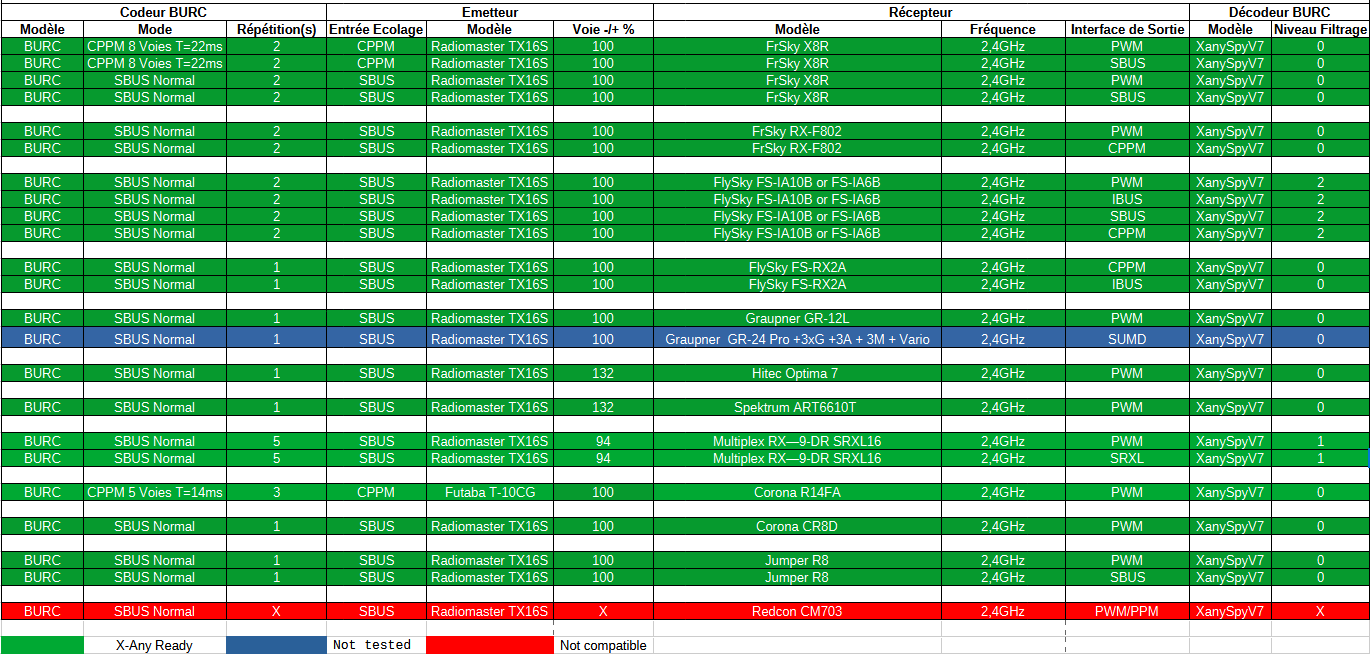 Codeur BURC Emetteur Récepteur Décodeur BURC
Modèle Mode Répétition(s) Entrée Ecolage Modèle Voie -/+ % Modèle Fréquence Interface de Sortie Modèle Niveau Filtrage
BURC CPPM 8 Voies T=22ms 2 CPPM Radiomaster TX16S 100 FrSky X8R 2,4GHz PWM XanySpyV7 0
BURC CPPM 8 Voies T=22ms 2 CPPM Radiomaster TX16S 100 FrSky X8R 2,4GHz SBUS XanySpyV7 0
BURC SBUS Normal 2 SBUS Radiomaster TX16S 100 FrSky X8R 2,4GHz PWM XanySpyV7 0
BURC SBUS Normal 2 SBUS Radiomaster TX16S 100 FrSky X8R 2,4GHz SBUS XanySpyV7 0
BURC SBUS Normal 2 SBUS Radiomaster TX16S 100 FrSky RX-F802 2,4GHz PWM XanySpyV7 0
BURC SBUS Normal 2 SBUS Radiomaster TX16S 100 FrSky RX-F802 2,4GHz CPPM XanySpyV7 0
BURC SBUS Normal 2 SBUS Radiomaster TX16S 100 FlySky FS-IA10B or FS-IA6B 2,4GHz PWM XanySpyV7 2
BURC SBUS Normal 2 SBUS Radiomaster TX16S 100 FlySky FS-IA10B or FS-IA6B 2,4GHz IBUS XanySpyV7 2
BURC SBUS Normal 2 SBUS Radiomaster TX16S 100 FlySky FS-IA10B or FS-IA6B 2,4GHz SBUS XanySpyV7 2
BURC SBUS Normal 2 SBUS Radiomaster TX16S 100 FlySky FS-IA10B or FS-IA6B 2,4GHz CPPM XanySpyV7 2
BURC SBUS Normal 1 SBUS Radiomaster TX16S 100 FlySky FS-RX2A 2,4GHz CPPM XanySpyV7 0
BURC SBUS Normal 1 SBUS Radiomaster TX16S 100 FlySky FS-RX2A 2,4GHz IBUS XanySpyV7 0
BURC SBUS Normal 1 SBUS Radiomaster TX16S 100 Graupner GR-12L 2,4GHz PWM XanySpyV7 0
BURC SBUS Normal 1 SBUS Radiomaster TX16S 100 Graupner GR-24 Pro +3xG +3A + 3M + Vario 2,4GHz SUMD XanySpyV7 0
BURC SBUS Normal 1 SBUS Radiomaster TX16S 132 Hitec Optima 7 2,4GHz PWM XanySpyV7 0
BURC SBUS Normal 1 SBUS Radiomaster TX16S 132 Spektrum ART6610T 2,4GHz PWM XanySpyV7 0
BURC SBUS Normal 5 SBUS Radiomaster TX16S 94 Multiplex RX—9-DR SRXL16 2,4GHz PWM XanySpyV7 1
BURC SBUS Normal 5 SBUS Radiomaster TX16S 94 Multiplex RX—9-DR SRXL16 2,4GHz SRXL XanySpyV7 1
BURC CPPM 5 Voies T=14ms 3 CPPM Futaba T-10CG 100 Corona R14FA 2,4GHz PWM XanySpyV7 0
BURC SBUS Normal 1 SBUS Radiomaster TX16S 100 Corona CR8D 2,4GHz PWM XanySpyV7 0
BURC SBUS Normal 1 SBUS Radiomaster TX16S 100 Jumper R8 2,4GHz PWM XanySpyV7 0
BURC SBUS Normal 1 SBUS Radiomaster TX16S 100 Jumper R8 2,4GHz SBUS XanySpyV7 0
BURC SBUS Normal X SBUS Radiomaster TX16S X Redcon CM703 2,4GHz PWM/PPM XanySpyV7 X
X-Any Ready Not tested Not compatible